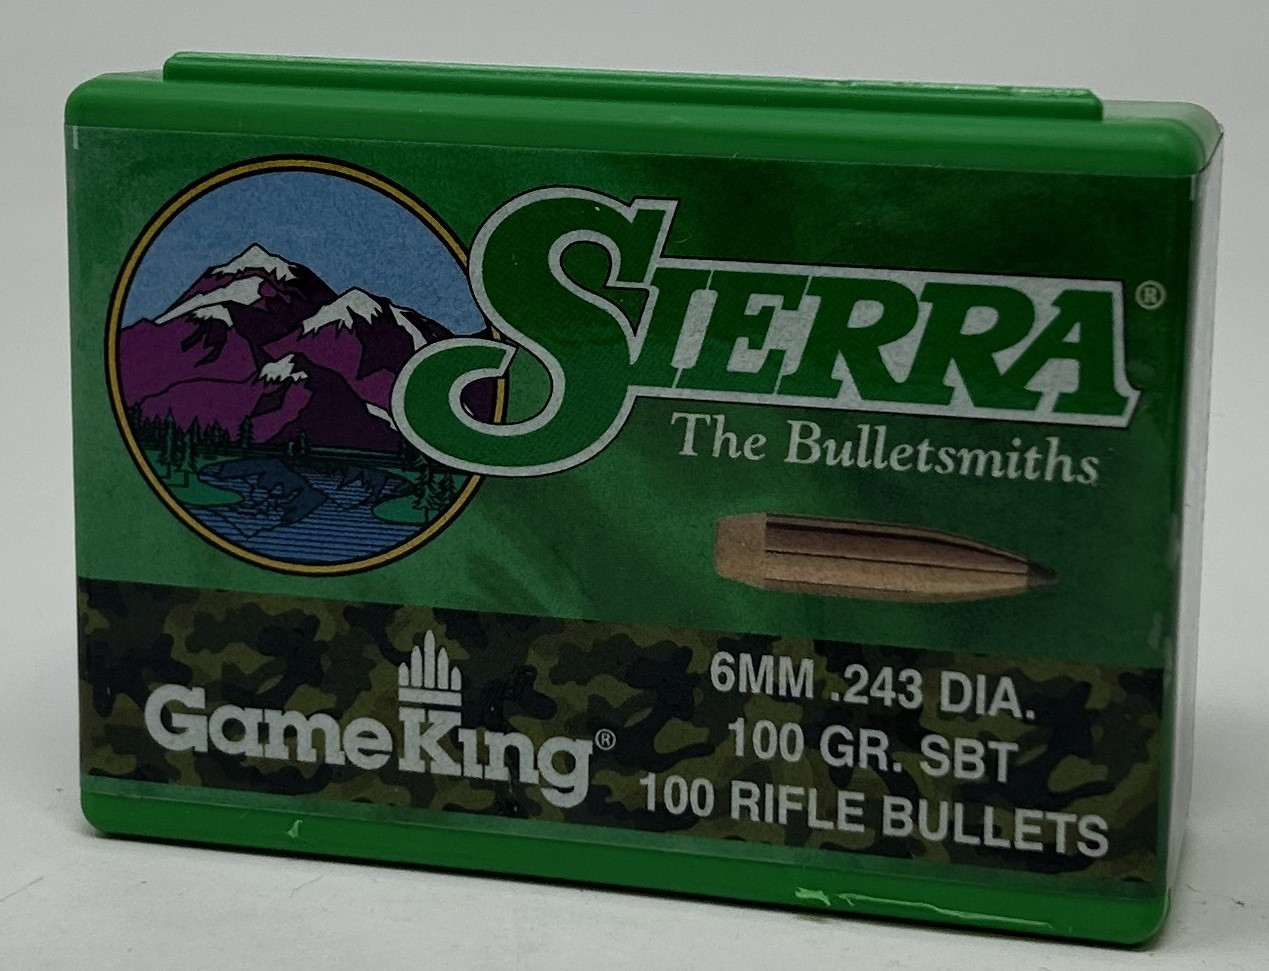 SIERRA®
The Bulletsmiths
GameKing®
6MM .243 DIA.
100 GR. SBT
100 RIFLE BULLETS